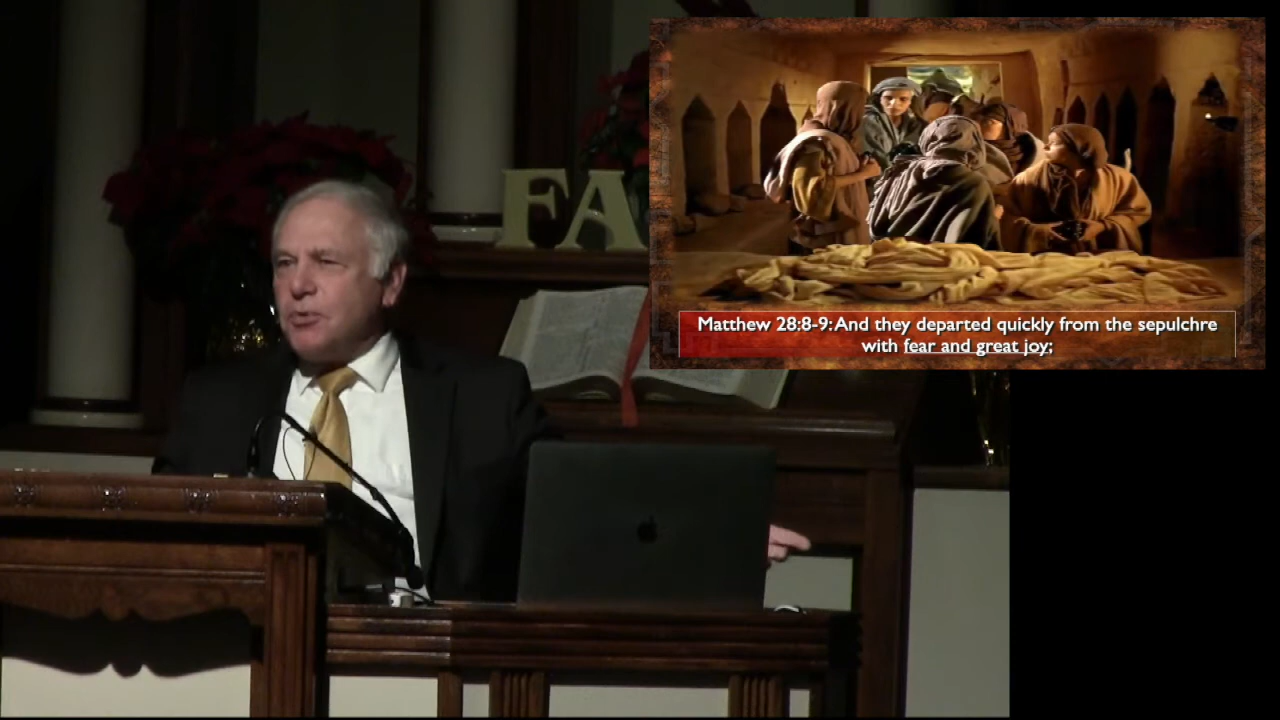 FA
Matthew 28:8-9: And they departed quickly from the sepulchre
with fear and great joy;